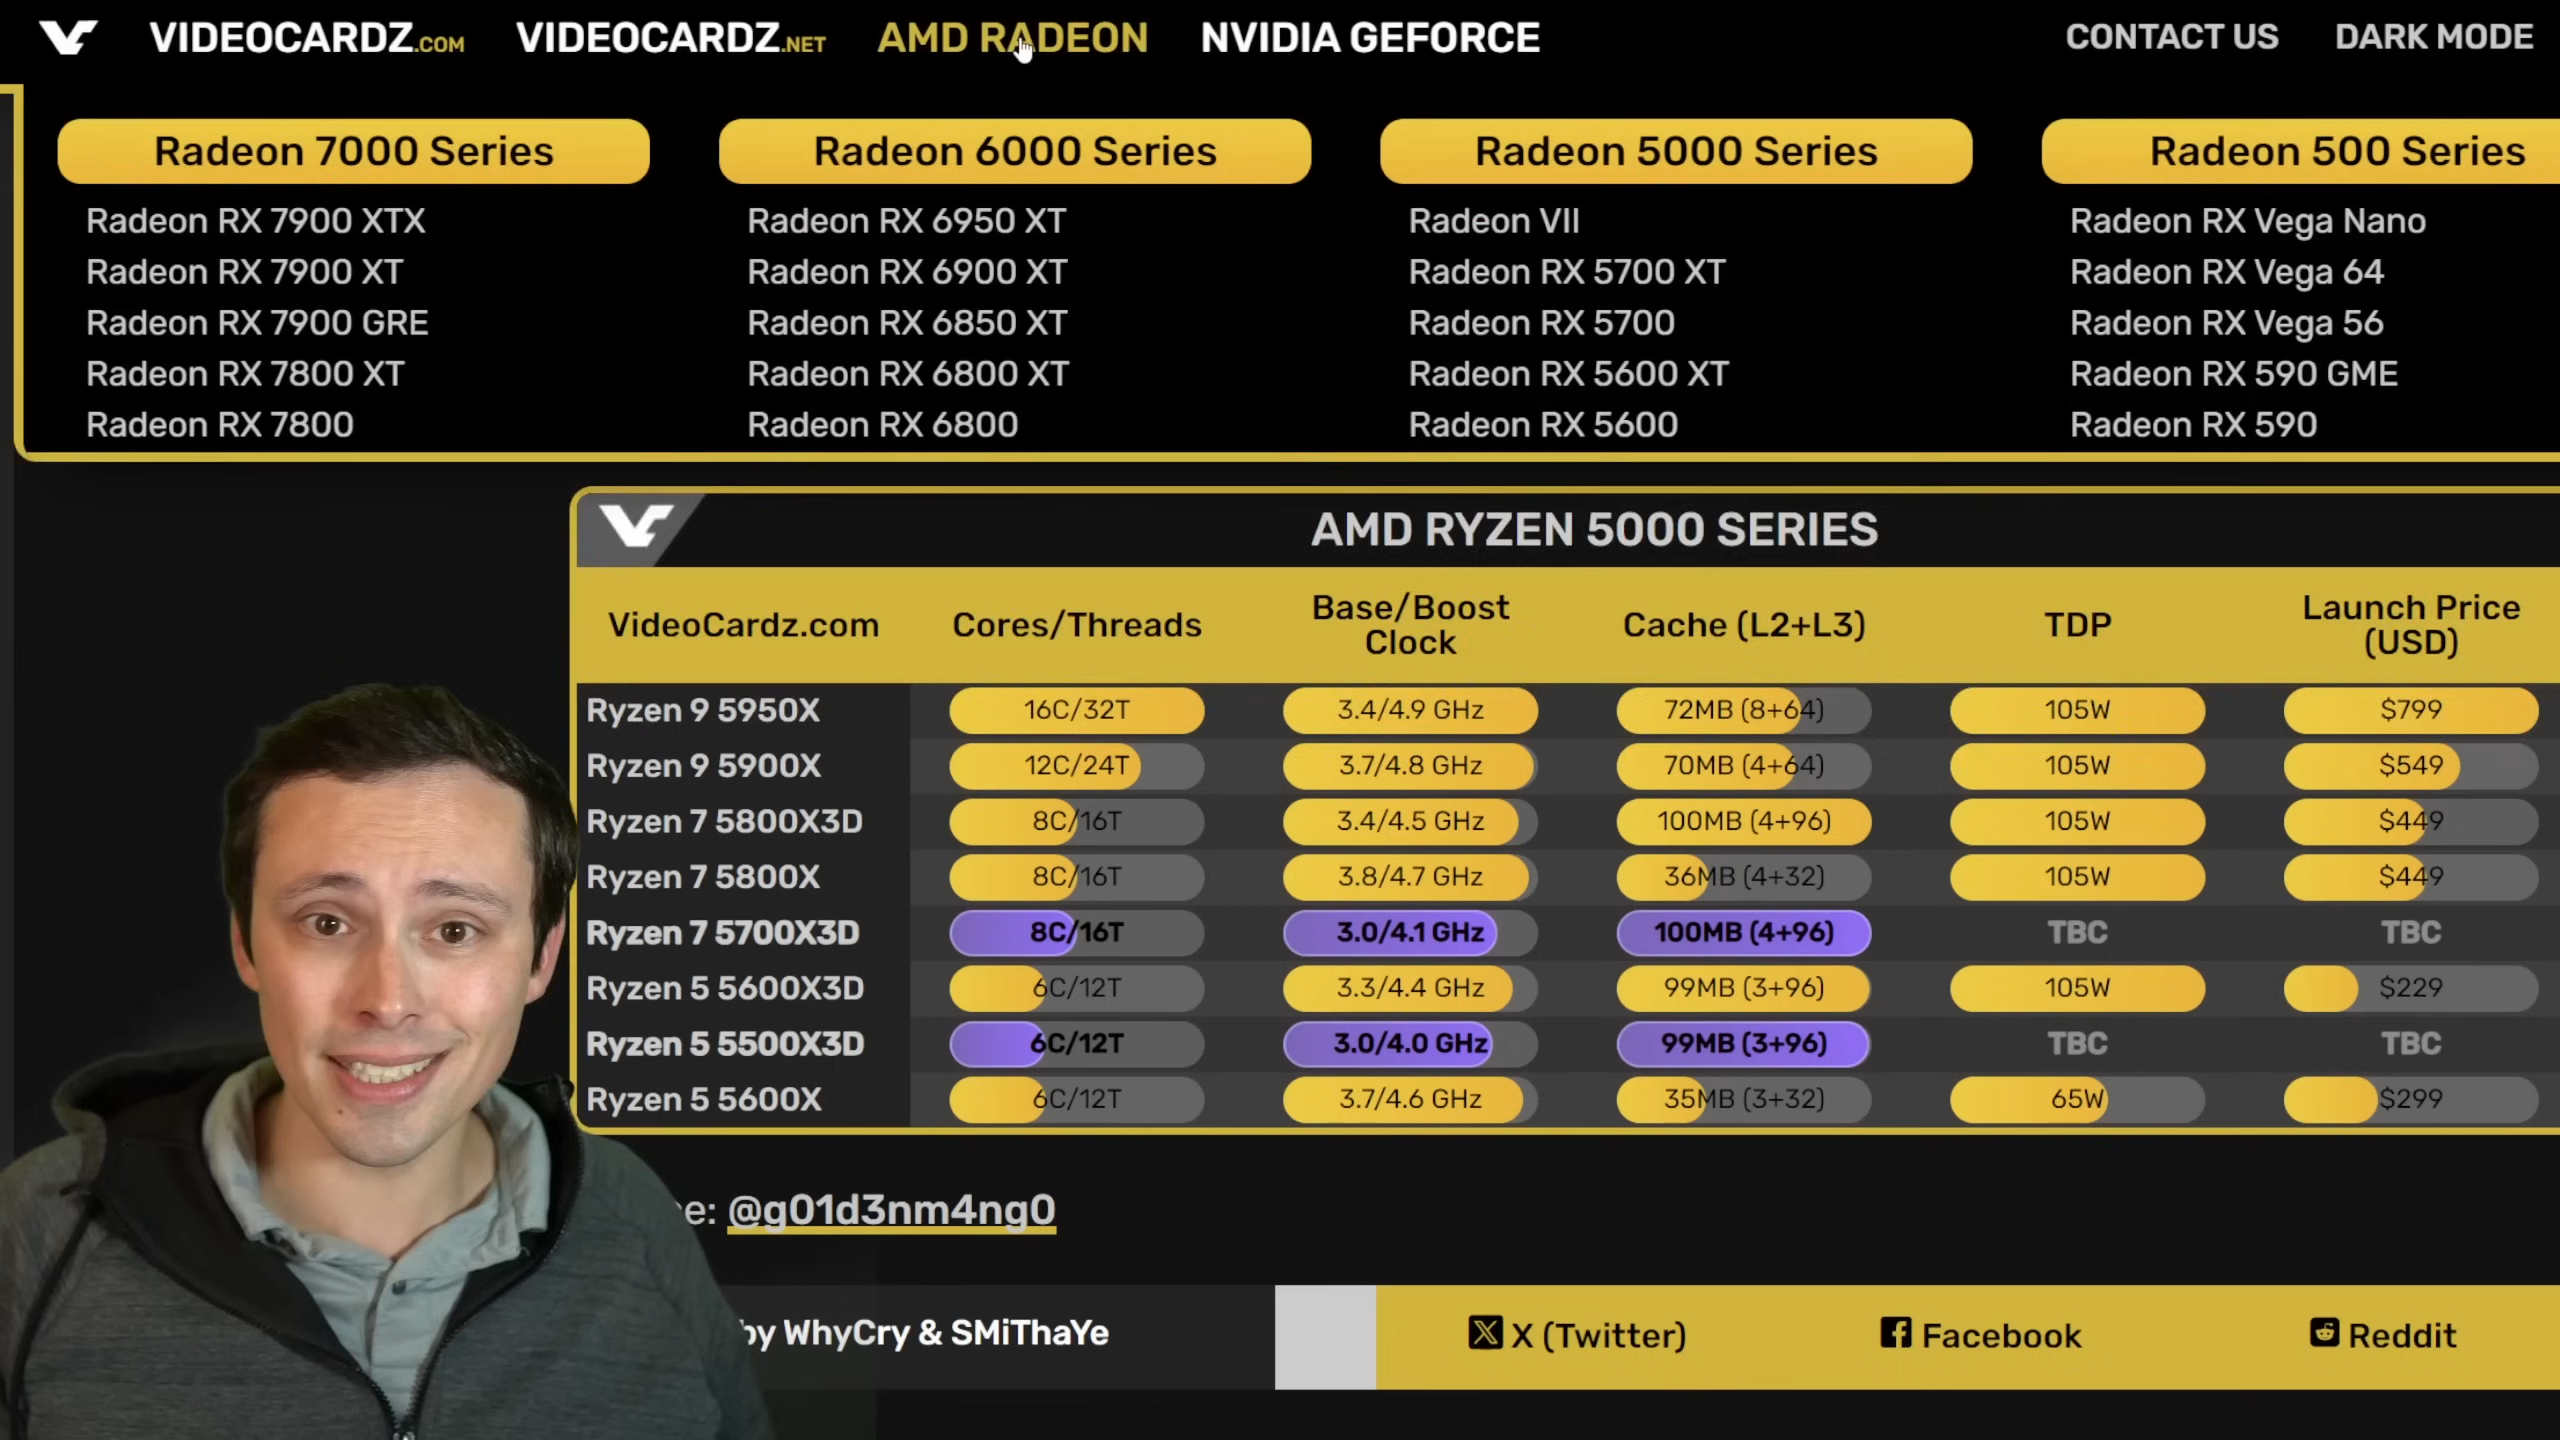 VIDEOCARDZ.COM VIDEOCARDZ.NET AMD RADEON NVIDIA GEFORCE CONTACT US DARK MODE
Radeon 7000 Series Radeon 6000 Series Radeon 5000 Series Radeon 500 Series
Radeon RX 7900 XTX Radeon RX 6950 XT Radeon VII Radeon RX Vega Nano
Radeon RX 7900 XT Radeon RX 6900 XT Radeon RX 5700 XT Radeon RX Vega 64
Radeon RX 7900 GRE Radeon RX 6850 XT Radeon RX 5700 Radeon RX Vega 56
Radeon RX 7800 XT Radeon RX 6800 XT Radeon RX 5600 XT Radeon RX 590 GME
Radeon RX 7800 Radeon RX 6800 Radeon RX 5600 Radeon RX 590
AMD RYZEN 5000 SERIES
VideoCardz.com Cores/Threads Base/Boost Clock Cache (L2+L3) TDP Launch Price (USD)
Ryzen 9 5950X 16C/32T 3.4/4.9 GHz 72MB (8+64) 105W $799
Ryzen 9 5900X 12C/24T 3.7/4.8 GHz 70MB (4+64) 105W $549
Ryzen 7 5800X3D 8C/16T 3.4/4.5 GHz 100MB (4+96) 105W $449
Ryzen 7 5800X 8C/16T 3.8/4.7 GHz 36MB (4+32) 105W $449
Ryzen 7 5700X3D 8C/16T 3.0/4.1 GHz 100MB (4+96) TBC TBC
Ryzen 5 5600X3D 6C/12T 3.3/4.4 GHz 99MB (3+96) 105W $229
Ryzen 5 5500X3D 6C/12T 3.0/4.0 GHz 99MB (3+96) TBC TBC
Ryzen 5 5600X 6C/12T 3.7/4.6 GHz 35MB (3+32) 65W $299
e: @g01d3nm4ng0
by WhyCry & SMiThaYe X (Twitter) Facebook Reddit